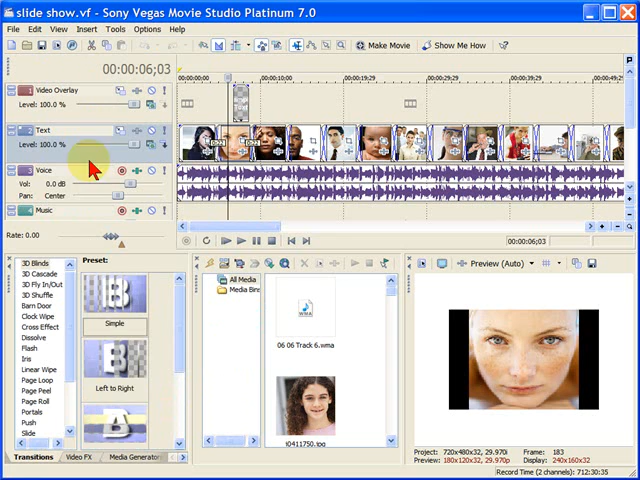 slide show.vf - Sony Vegas Movie Studio Platinum 7.0
File Edit View Insert Tools Options Help
Make Movie Show Me How
00:00:06;03
00:00:00;00 00:00:10;00 00:00:19;29 00:00:29;29 00:00:39;29 00:00:49;2
Video Overlay
Level: 100.0 %
Text
Level: 100.0 %
Voice
Vol: 0.0 dB
Pan: Center
Music
Rate: 0.00
00:00:06;03
3D Blinds
3D Cascade
3D Fly In/Out
3D Shuffle
Barn Door
Clock Wipe
Cross Effect
Dissolve
Flash
Iris
Linear Wipe
Page Loop
Page Peel
Page Roll
Portals
Push
Slide
Preset:
Simple
Left to Right
All Media
Media Bins
06 06 Track 6.wma
j0411750.jpg
Preview (Auto)
Project: 720x480x32, 29.970i Frame: 183
Preview: 180x120x32, 29.970p Display: 240x160x32
Transitions Video FX Media Generators
Record Time (2 channels): 712:30:35